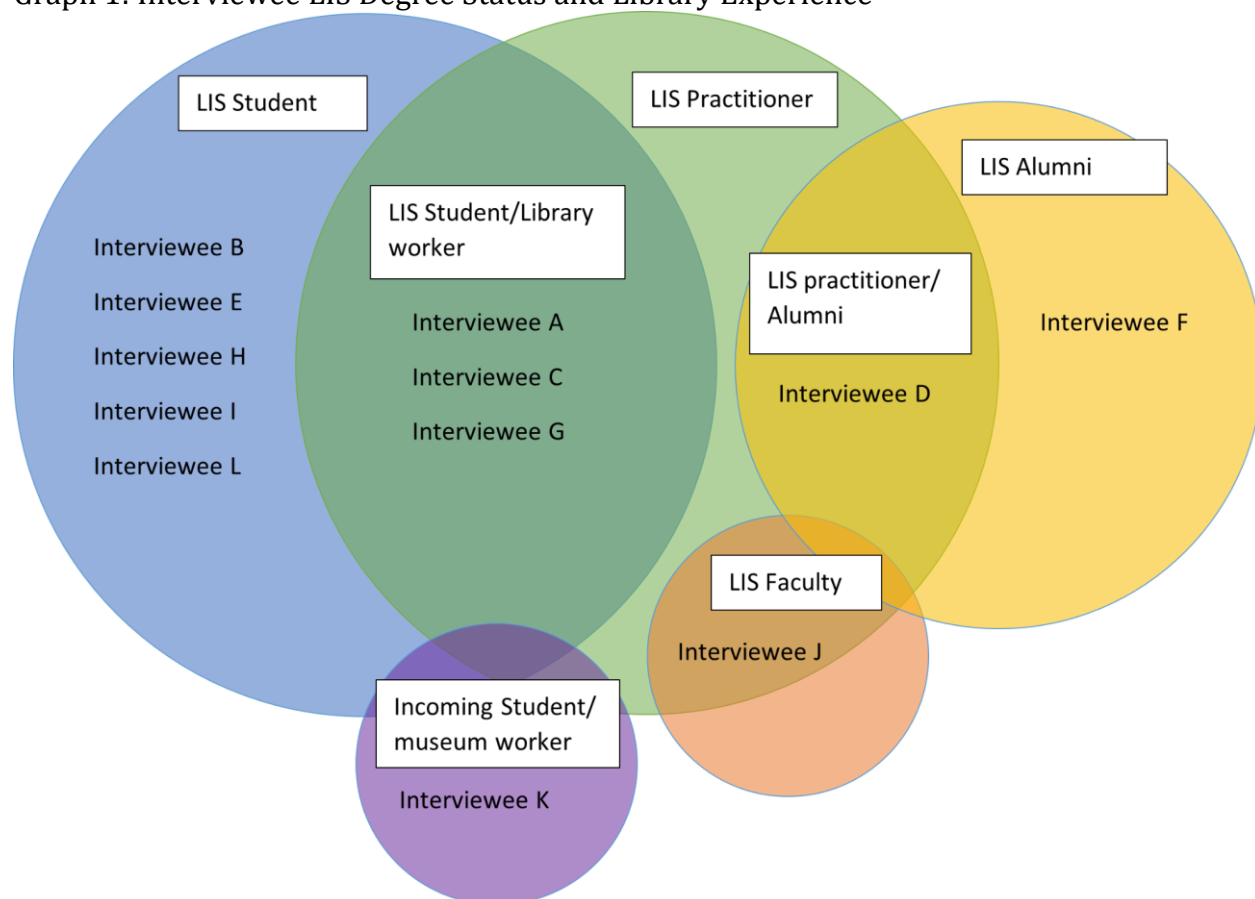 Graph 1: Interviewee LIS Degree Status and Library Experience
LIS Student
LIS Practitioner
LIS Alumni
LIS Student/Library
worker
LIS practitioner/
Alumni
Interviewee B
Interviewee E
Interviewee H
Interviewee I
Interviewee L
Interviewee A
Interviewee C
Interviewee G
Interviewee D
Interviewee F
LIS Faculty
Interviewee J
Incoming Student/
museum worker
Interviewee K